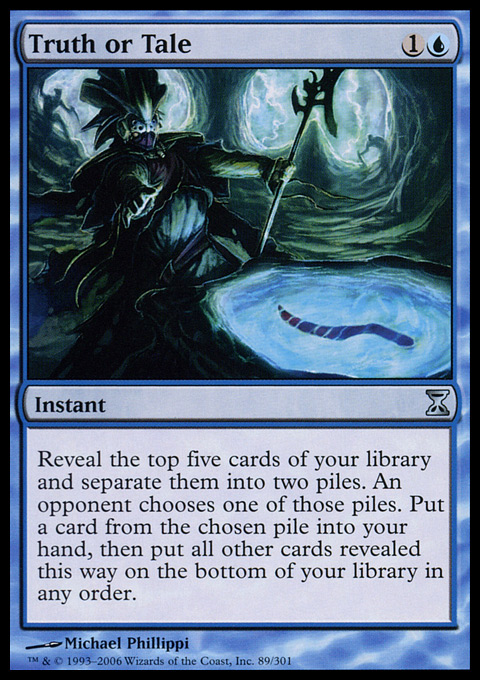 Truth or Tale 1
Instant
Reveal the top five cards of your library
and separate them into two piles. An
opponent chooses one of those piles. Put
a card from the chosen pile into your
hand, then put all other cards revealed
this way on the bottom of your library in
any order.
Michael Phillippi
™ & © 1993–2006 Wizards of the Coast, Inc. 89/301